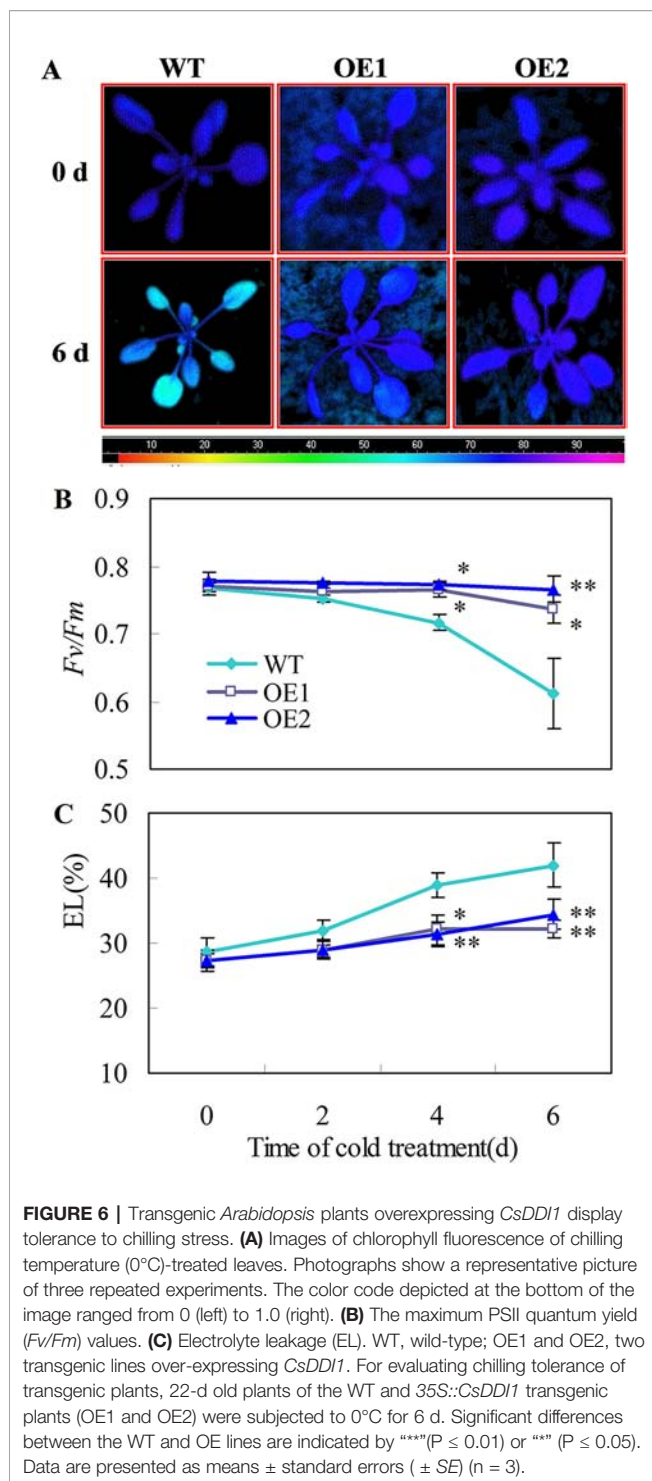 A
WT OE1 OE2
0 d
6 d
10 20 30 40 50 60 70 80 90
B
0.9
0.8
0.7
0.6
0.5
Fv/Fm
*
*
**
*
WT
OE1
OE2
C
50
40
30
20
10
EL(%)
*
**
**
**
0 2 4 6
Time of cold treatment(d)
FIGURE 6 | Transgenic Arabidopsis plants overexpressing CsDDI1 display
tolerance to chilling stress. (A) Images of chlorophyll fluorescence of chilling
temperature (0°C)-treated leaves. Photographs show a representative picture
of three repeated experiments. The color code depicted at the bottom of the
image ranged from 0 (left) to 1.0 (right). (B) The maximum PSII quantum yield
(Fv/Fm) values. (C) Electrolyte leakage (EL). WT, wild-type; OE1 and OE2, two
transgenic lines over-expressing CsDDI1. For evaluating chilling tolerance of
transgenic plants, 22-d old plants of the WT and 35S::CsDDI1 transgenic
plants (OE1 and OE2) were subjected to 0°C for 6 d. Significant differences
between the WT and OE lines are indicated by “**”(P ≤ 0.01) or “*” (P ≤ 0.05).
Data are presented as means ± standard errors ( ± SE) (n = 3).